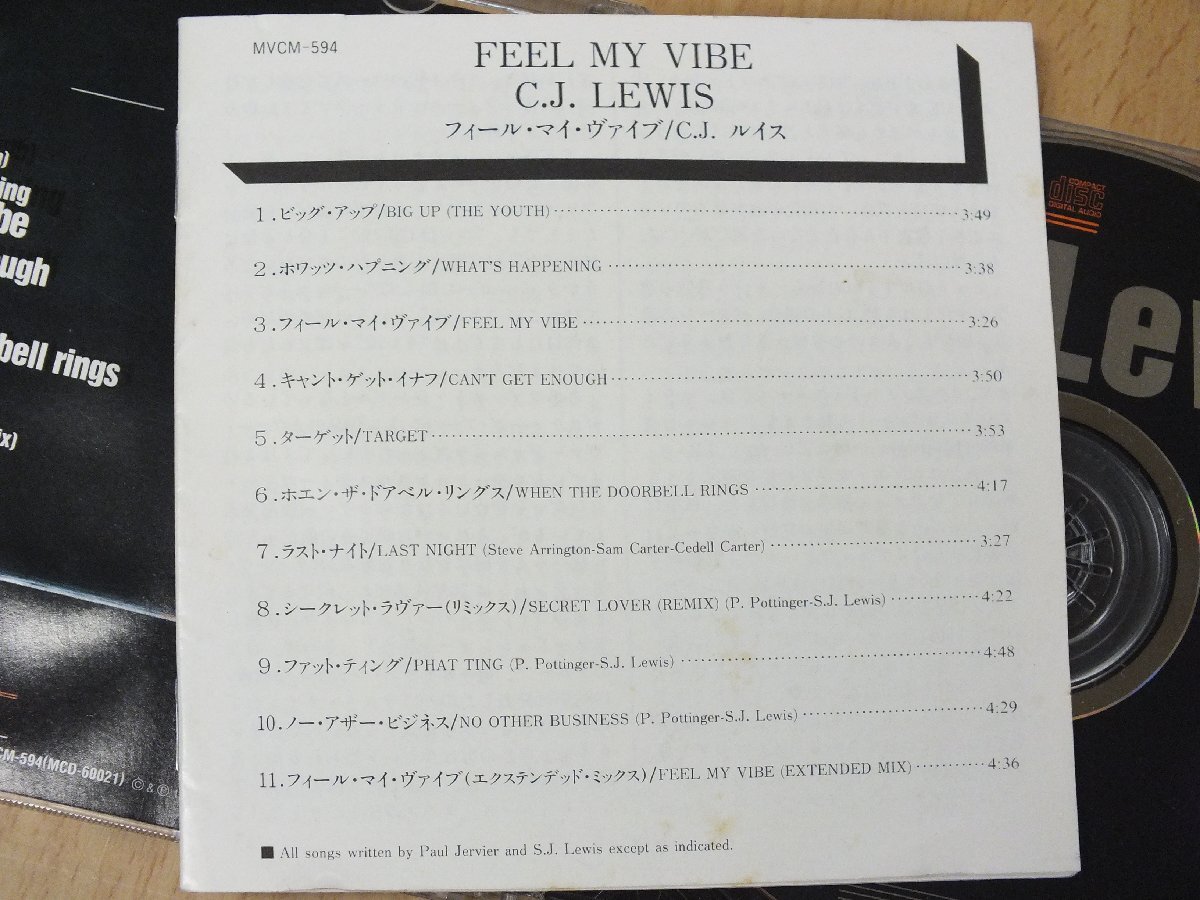 MVCM-594
FEEL MY VIBE
C.J. LEWIS
フィール・マイ・ヴァイブ/C.J. ルイス
1.ビッグ・アップ/BIG UP (THE YOUTH) 3:49
2.ホワッツ・ハプニング/WHAT'S HAPPENING 3:38
3.フィール・マイ・ヴァイブ/FEEL MY VIBE 3:26
4.キャント・ゲット・イナフ/CAN'T GET ENOUGH 3:50
5.ターゲット/TARGET 3:53
6.ホエン・ザ・ドアベル・リングス/WHEN THE DOORBELL RINGS 4:17
7.ラスト・ナイト/LAST NIGHT (Steve Arrington-Sam Carter-Cedell Carter) 3:27
8.シークレット・ラヴァー(リミックス)/SECRET LOVER (REMIX) (P. Pottinger-S.J. Lewis) 4:22
9.ファット・ティング/PHAT TING (P. Pottinger-S.J. Lewis) 4:48
10.ノー・アザー・ビジネス/NO OTHER BUSINESS (P. Pottinger-S.J. Lewis) 4:29
11.フィール・マイ・ヴァイブ(エクステンデッド・ミックス)/FEEL MY VIBE (EXTENDED MIX) 4:36
■ All songs written by Paul Jervier and S.J. Lewis except as indicated.
ing
be
ugh
bell rings
ix)
CM-594(MCD-60021) © & ℗
COMPACT
disc
DIGITAL AUDIO
Le